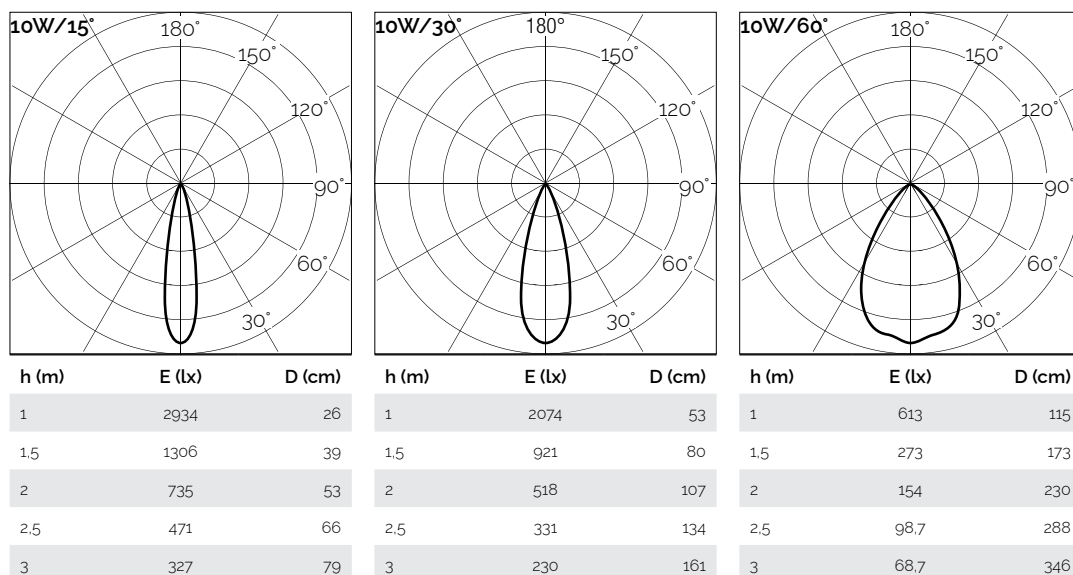 10W/15°
180°
150°
120°
90°
60°
30°
h (m) E (lx) D (cm)
1 2934 26
1,5 1306 39
2 735 53
2,5 471 66
3 327 79
10W/30°
180°
150°
120°
90°
60°
30°
h (m) E (lx) D (cm)
1 2074 53
1,5 921 80
2 518 107
2,5 331 134
3 230 161
10W/60°
180°
150°
120°
90°
60°
30°
h (m) E (lx) D (cm)
1 613 115
1,5 273 173
2 154 230
2,5 98,7 288
3 68,7 346